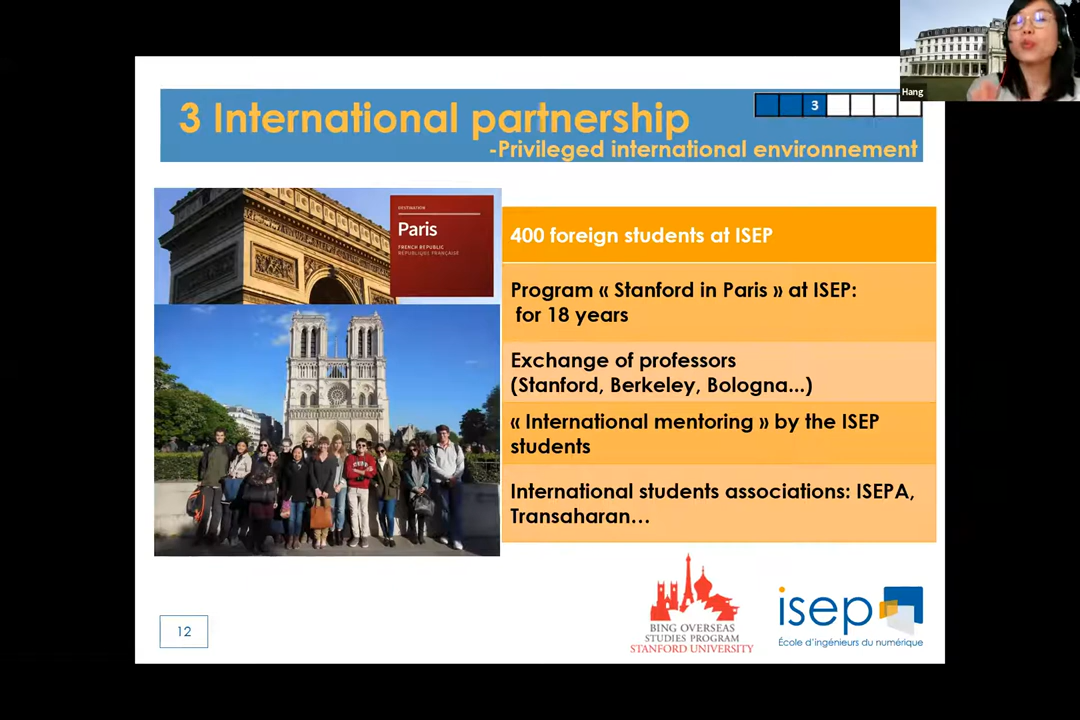 Hang
3 International partnership
3
-Privileged international environnement
DESTINATION
Paris
FRENCH REPUBLIC
RÉPUBLIQUE FRANÇAISE
400 foreign students at ISEP
Program « Stanford in Paris » at ISEP:
for 18 years
Exchange of professors
(Stanford, Berkeley, Bologna...)
« International mentoring » by the ISEP
students
International students associations: ISEPA,
Transaharan...
12
BING OVERSEAS
STUDIES PROGRAM
STANFORD UNIVERSITY
isep
École d'ingénieurs du numérique